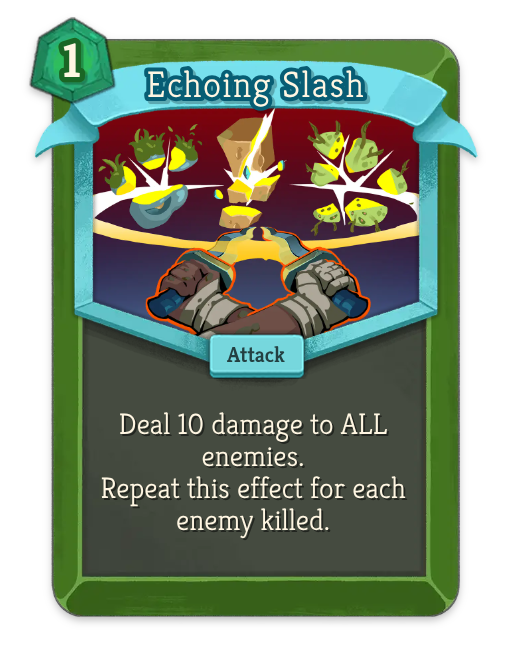 1
Echoing Slash
Attack
Deal 10 damage to ALL
enemies.
Repeat this effect for each
enemy killed.